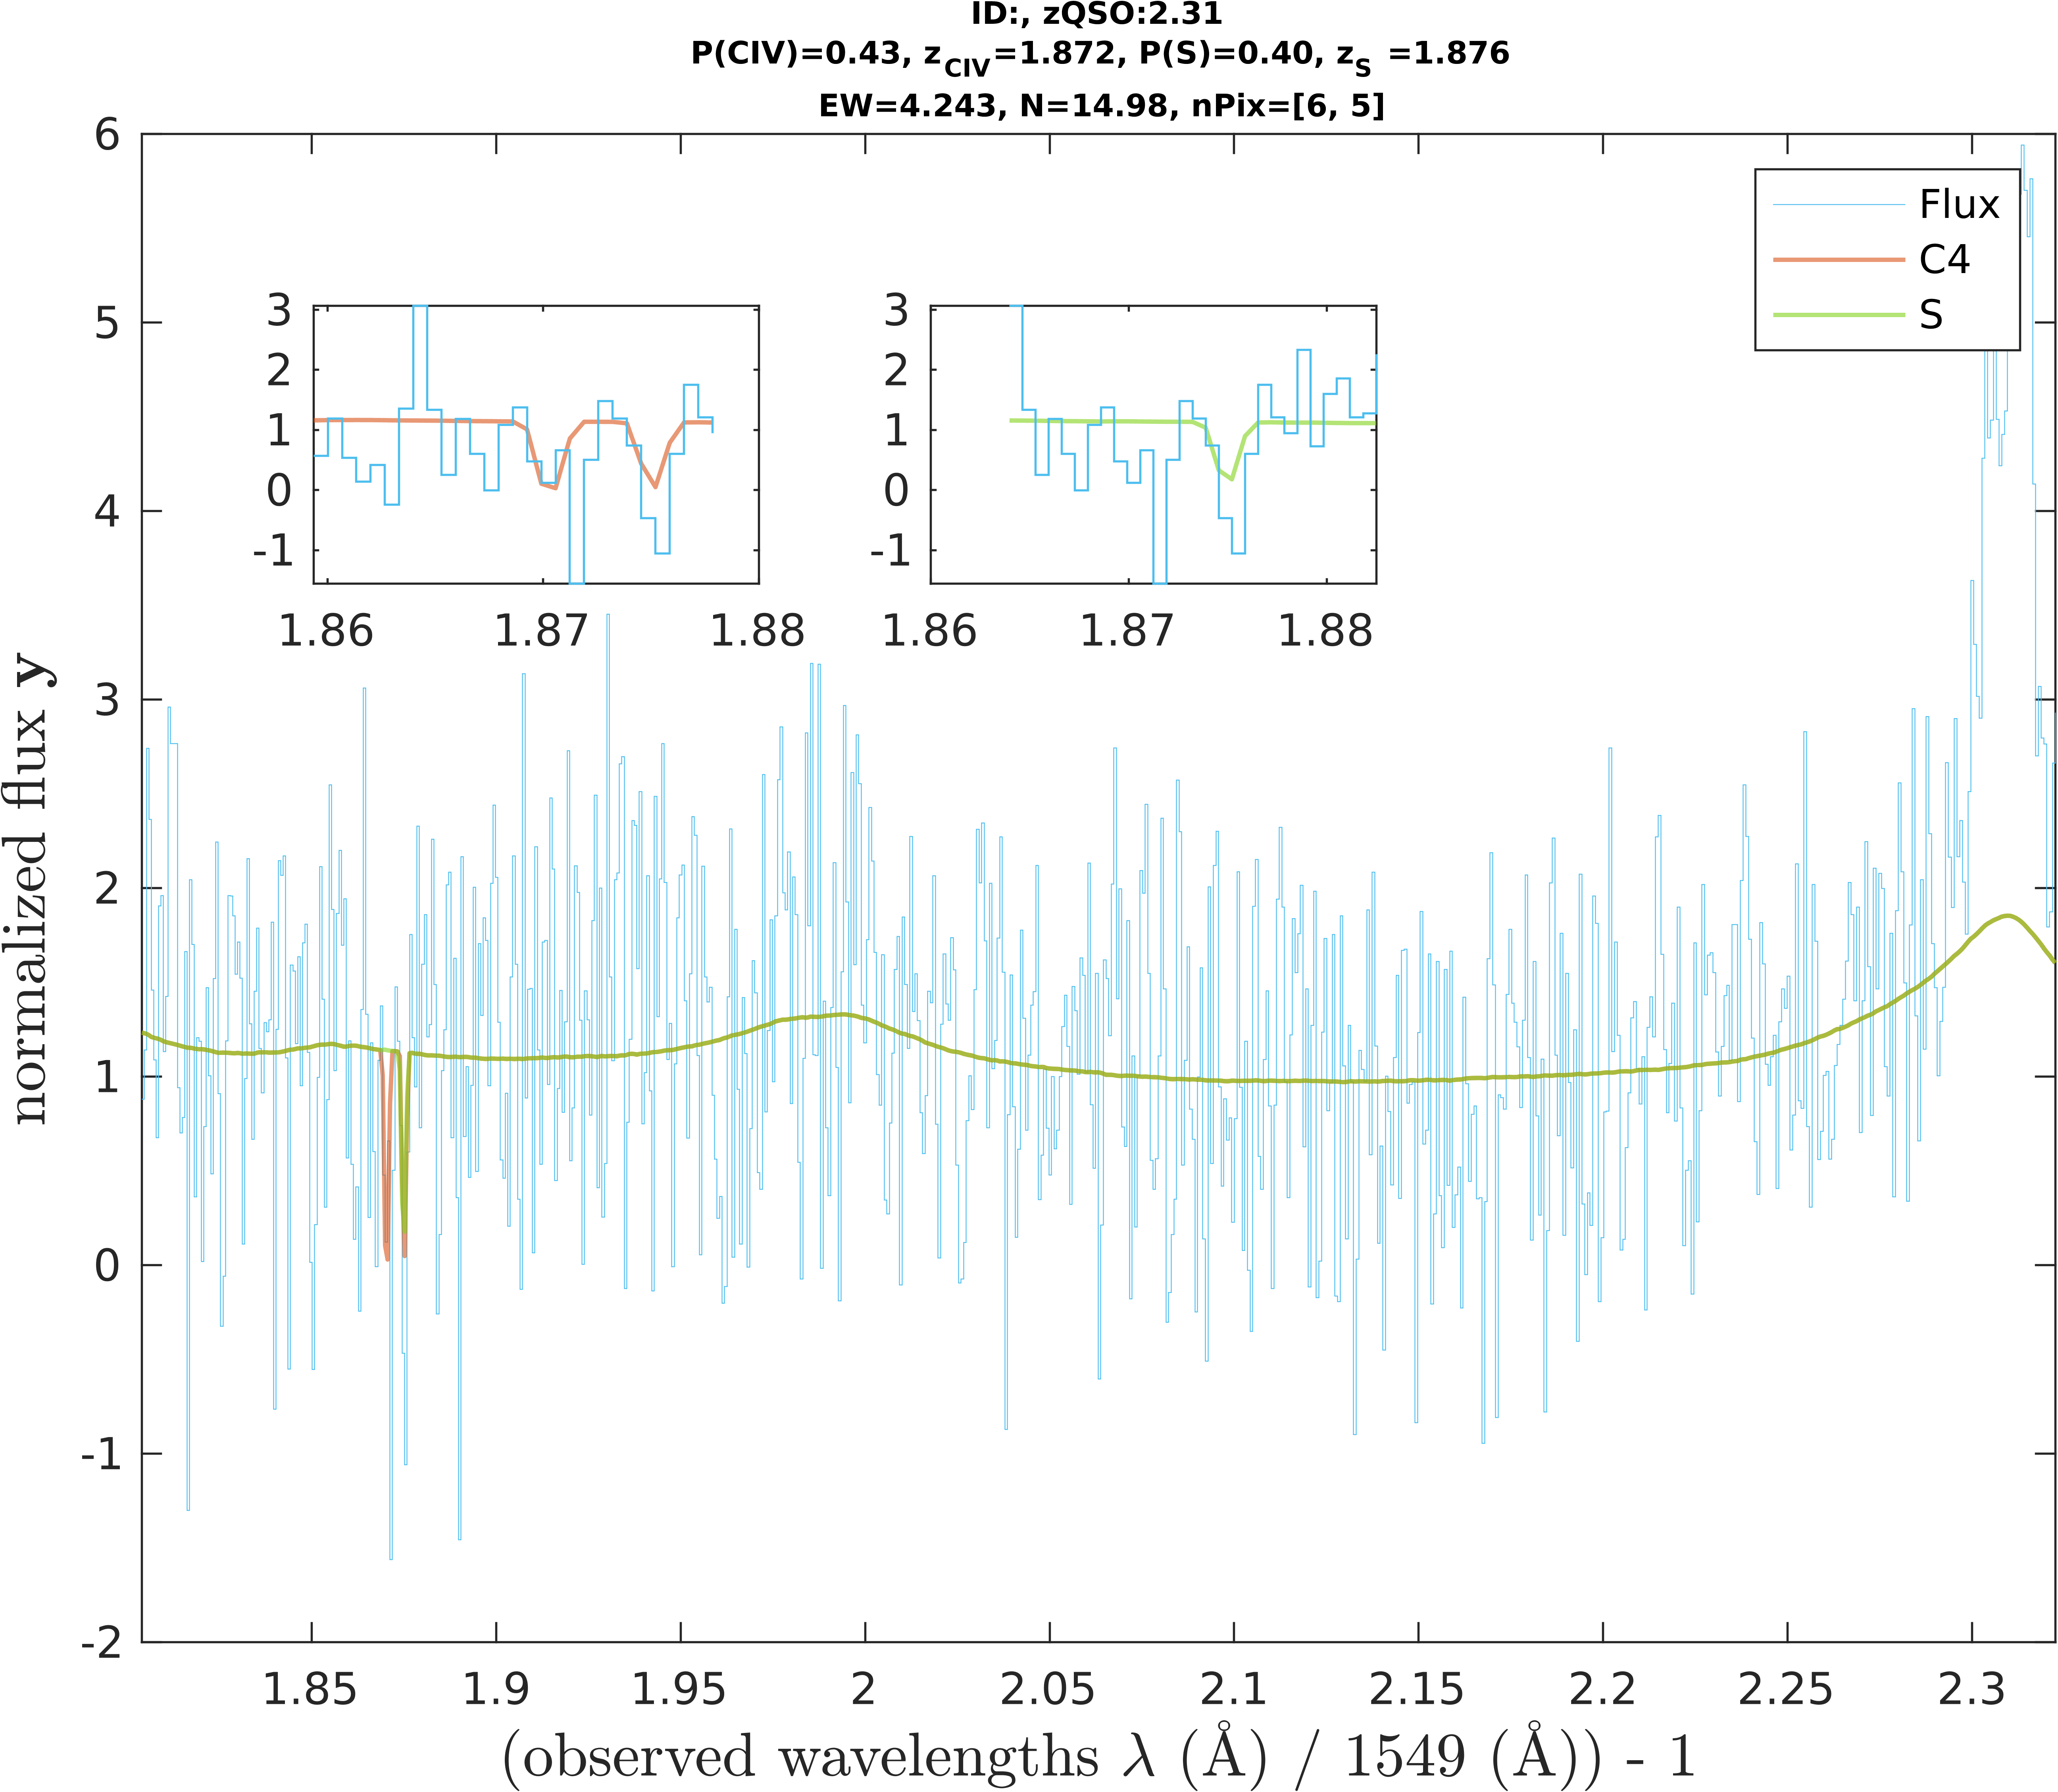 ID:, zQSO:2.31
P(CIV)=0.43, zCIV=1.872, P(S)=0.40, zS =1.876
EW=4.243, N=14.98, nPix=[6, 5]
6
5
4
3
2
1
0
-1
-2
normalized flux y
Flux
C4
S
3
2
1
0
-1
1.86 1.87 1.88
3
2
1
0
-1
1.86 1.87 1.88
1.85 1.9 1.95 2 2.05 2.1 2.15 2.2 2.25 2.3
(observed wavelengths λ (Å) / 1549 (Å)) - 1